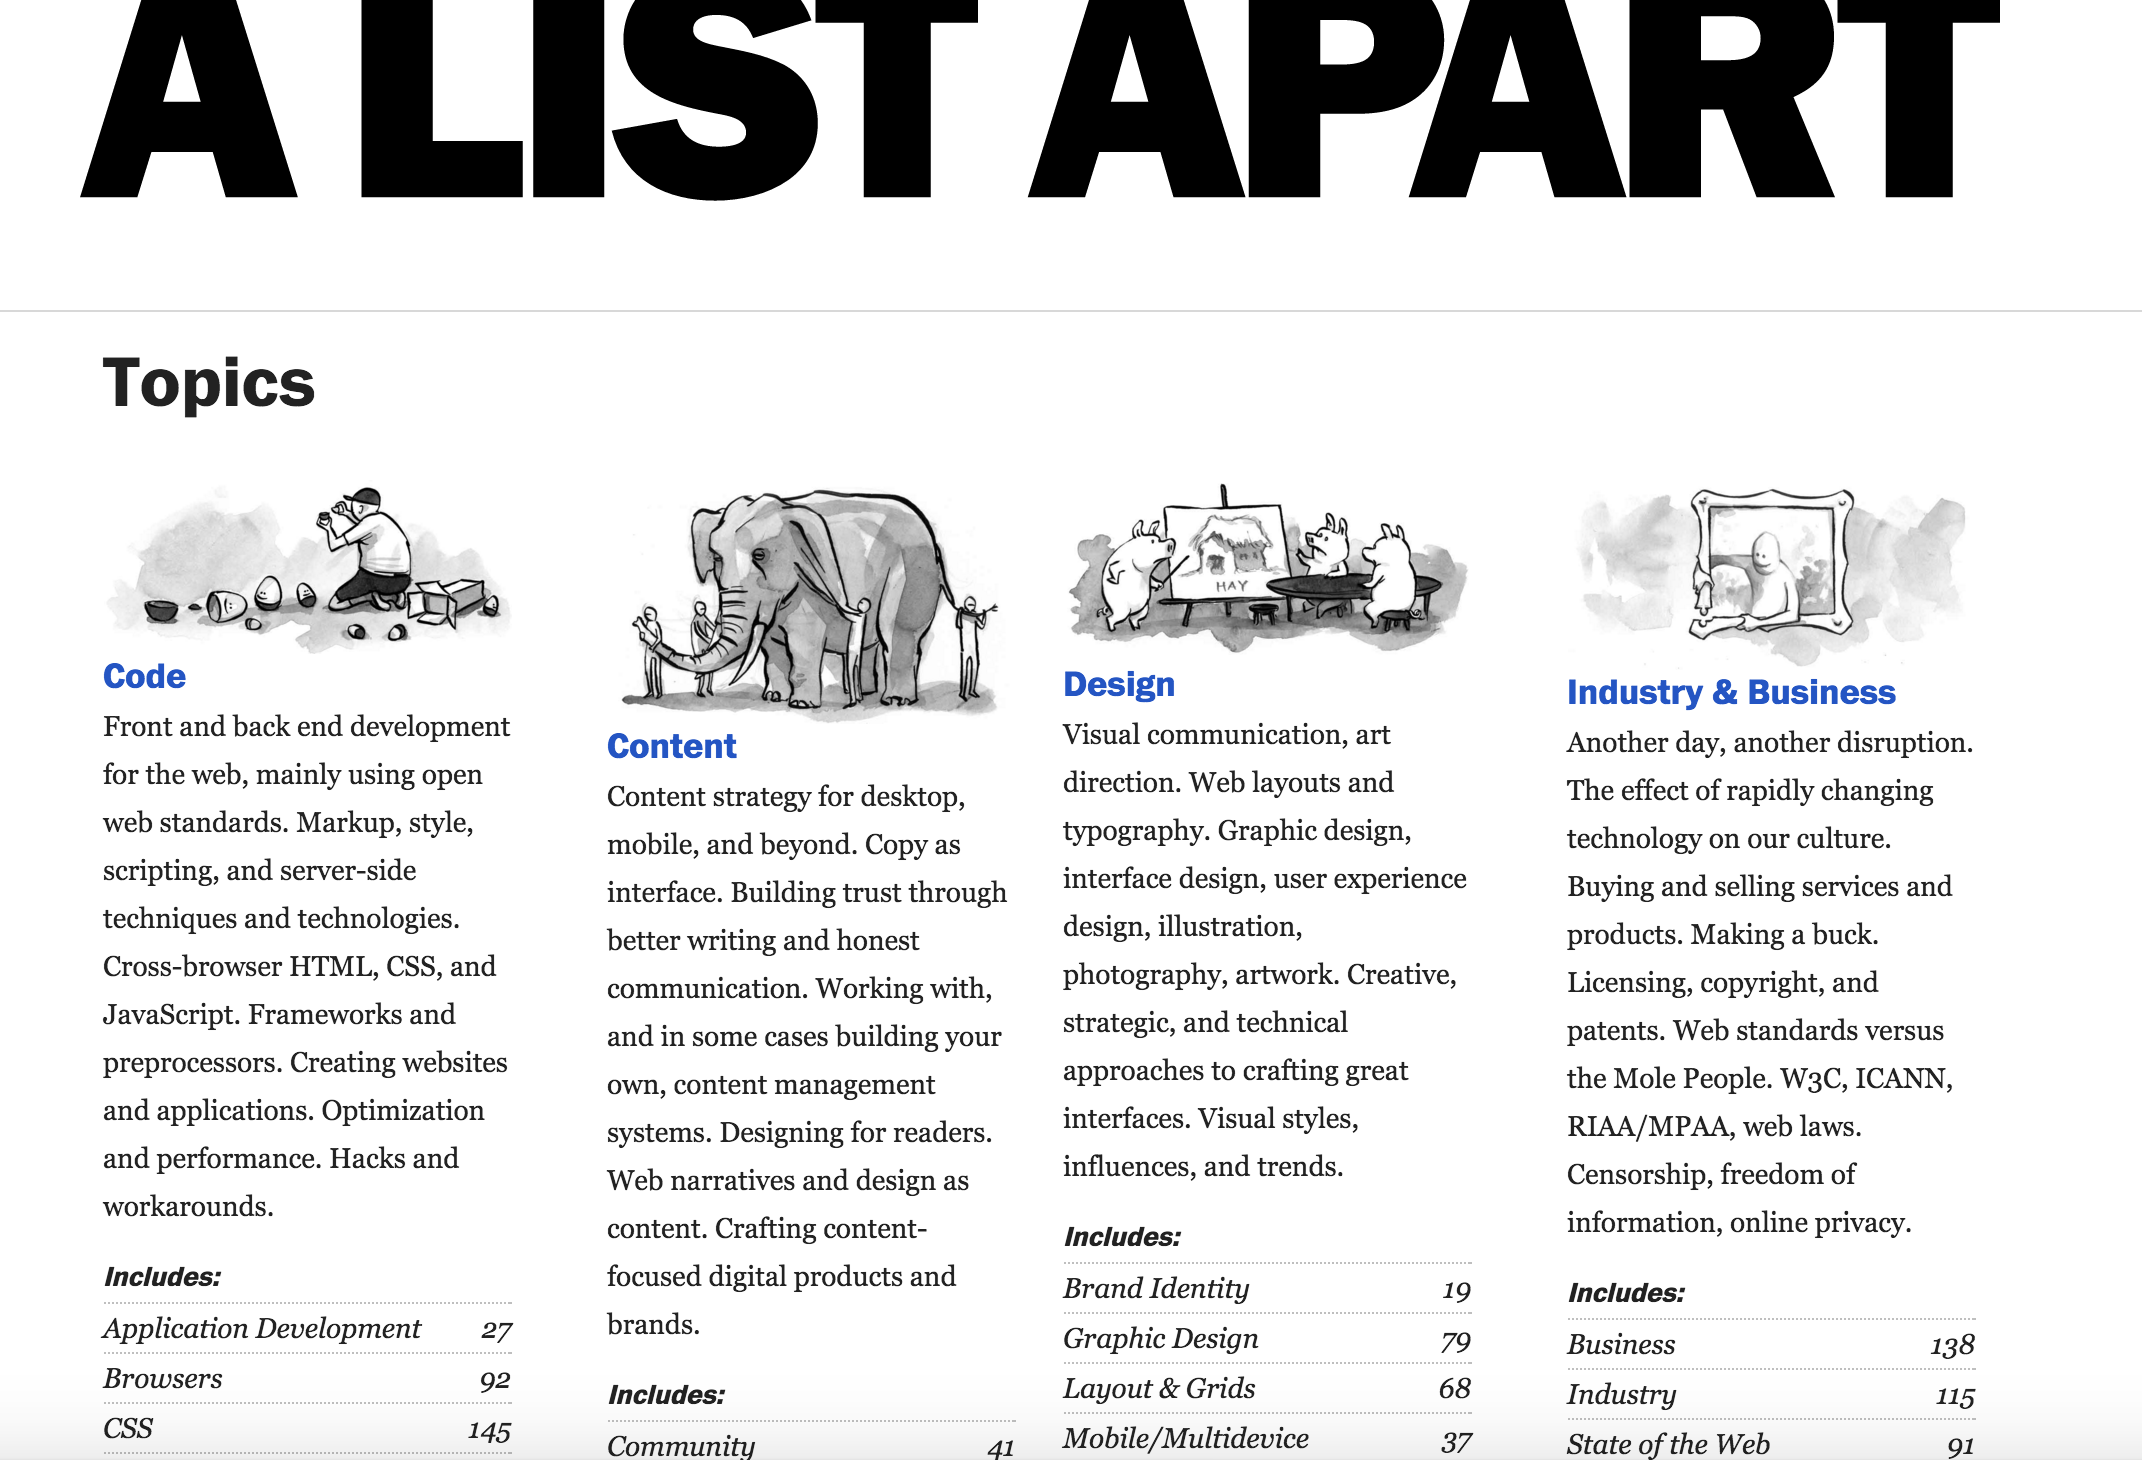 A LIST APART
Topics
HAY
Code
Front and back end development
for the web, mainly using open
web standards. Markup, style,
scripting, and server-side
techniques and technologies.
Cross-browser HTML, CSS, and
JavaScript. Frameworks and
preprocessors. Creating websites
and applications. Optimization
and performance. Hacks and
workarounds.
Includes:
Application Development 27
Browsers 92
CSS 145
Content
Content strategy for desktop,
mobile, and beyond. Copy as
interface. Building trust through
better writing and honest
communication. Working with,
and in some cases building your
own, content management
systems. Designing for readers.
Web narratives and design as
content. Crafting content-
focused digital products and
brands.
Includes:
Community 41
Design
Visual communication, art
direction. Web layouts and
typography. Graphic design,
interface design, user experience
design, illustration,
photography, artwork. Creative,
strategic, and technical
approaches to crafting great
interfaces. Visual styles,
influences, and trends.
Includes:
Brand Identity 19
Graphic Design 79
Layout & Grids 68
Mobile/Multidevice 37
Industry & Business
Another day, another disruption.
The effect of rapidly changing
technology on our culture.
Buying and selling services and
products. Making a buck.
Licensing, copyright, and
patents. Web standards versus
the Mole People. W3C, ICANN,
RIAA/MPAA, web laws.
Censorship, freedom of
information, online privacy.
Includes:
Business 138
Industry 115
State of the Web 91